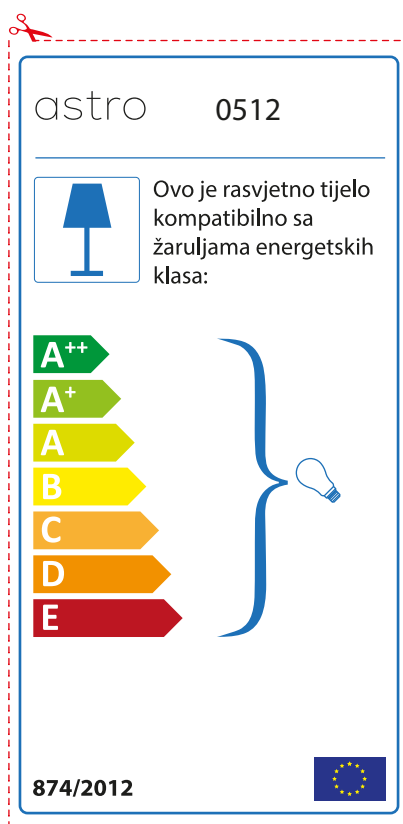 astro 0512
Ovo je rasvjetno tijelo
kompatibilno sa
žaruljama energetskih
klasa:
A++
A+
A
B
C
D
E
874/2012